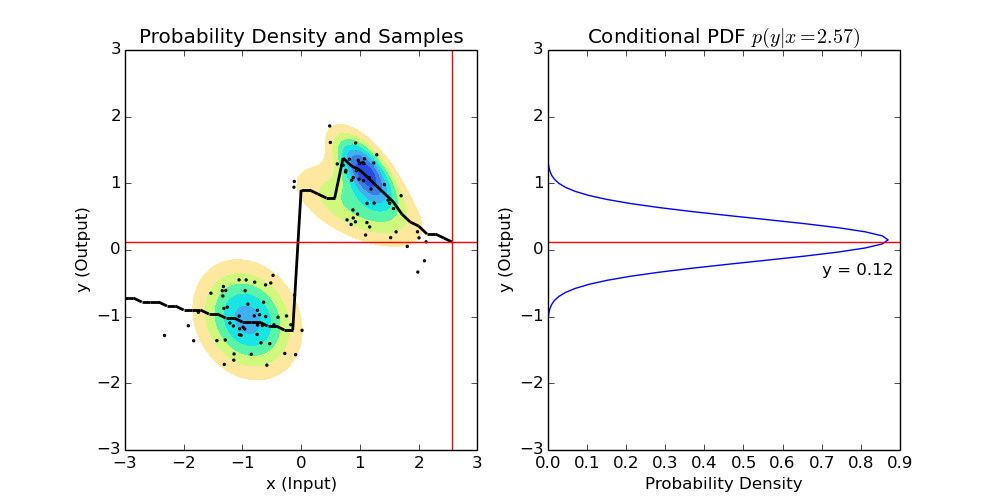 Probability Density and Samples
3
2
1
0
−1
−2
−3
−3 −2 −1 0 1 2 3
y (Output)
x (Input)
Conditional PDF p(y|x=2.57)
3
2
1
0
−1
−2
−3
0.0 0.1 0.2 0.3 0.4 0.5 0.6 0.7 0.8 0.9
y (Output)
y = 0.12
Probability Density